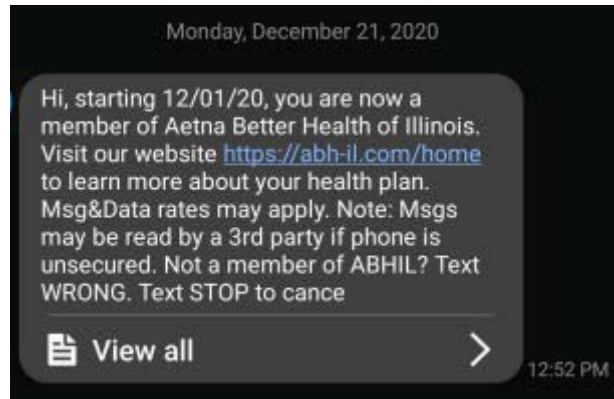 Monday, December 21, 2020
Hi, starting 12/01/20, you are now a
member of Aetna Better Health of Illinois.
Visit our website https://abh-il.com/home
to learn more about your health plan.
Msg&Data rates may apply. Note: Msgs
may be read by a 3rd party if phone is
unsecured. Not a member of ABHIL? Text
WRONG. Text STOP to cance
View all
12:52 PM